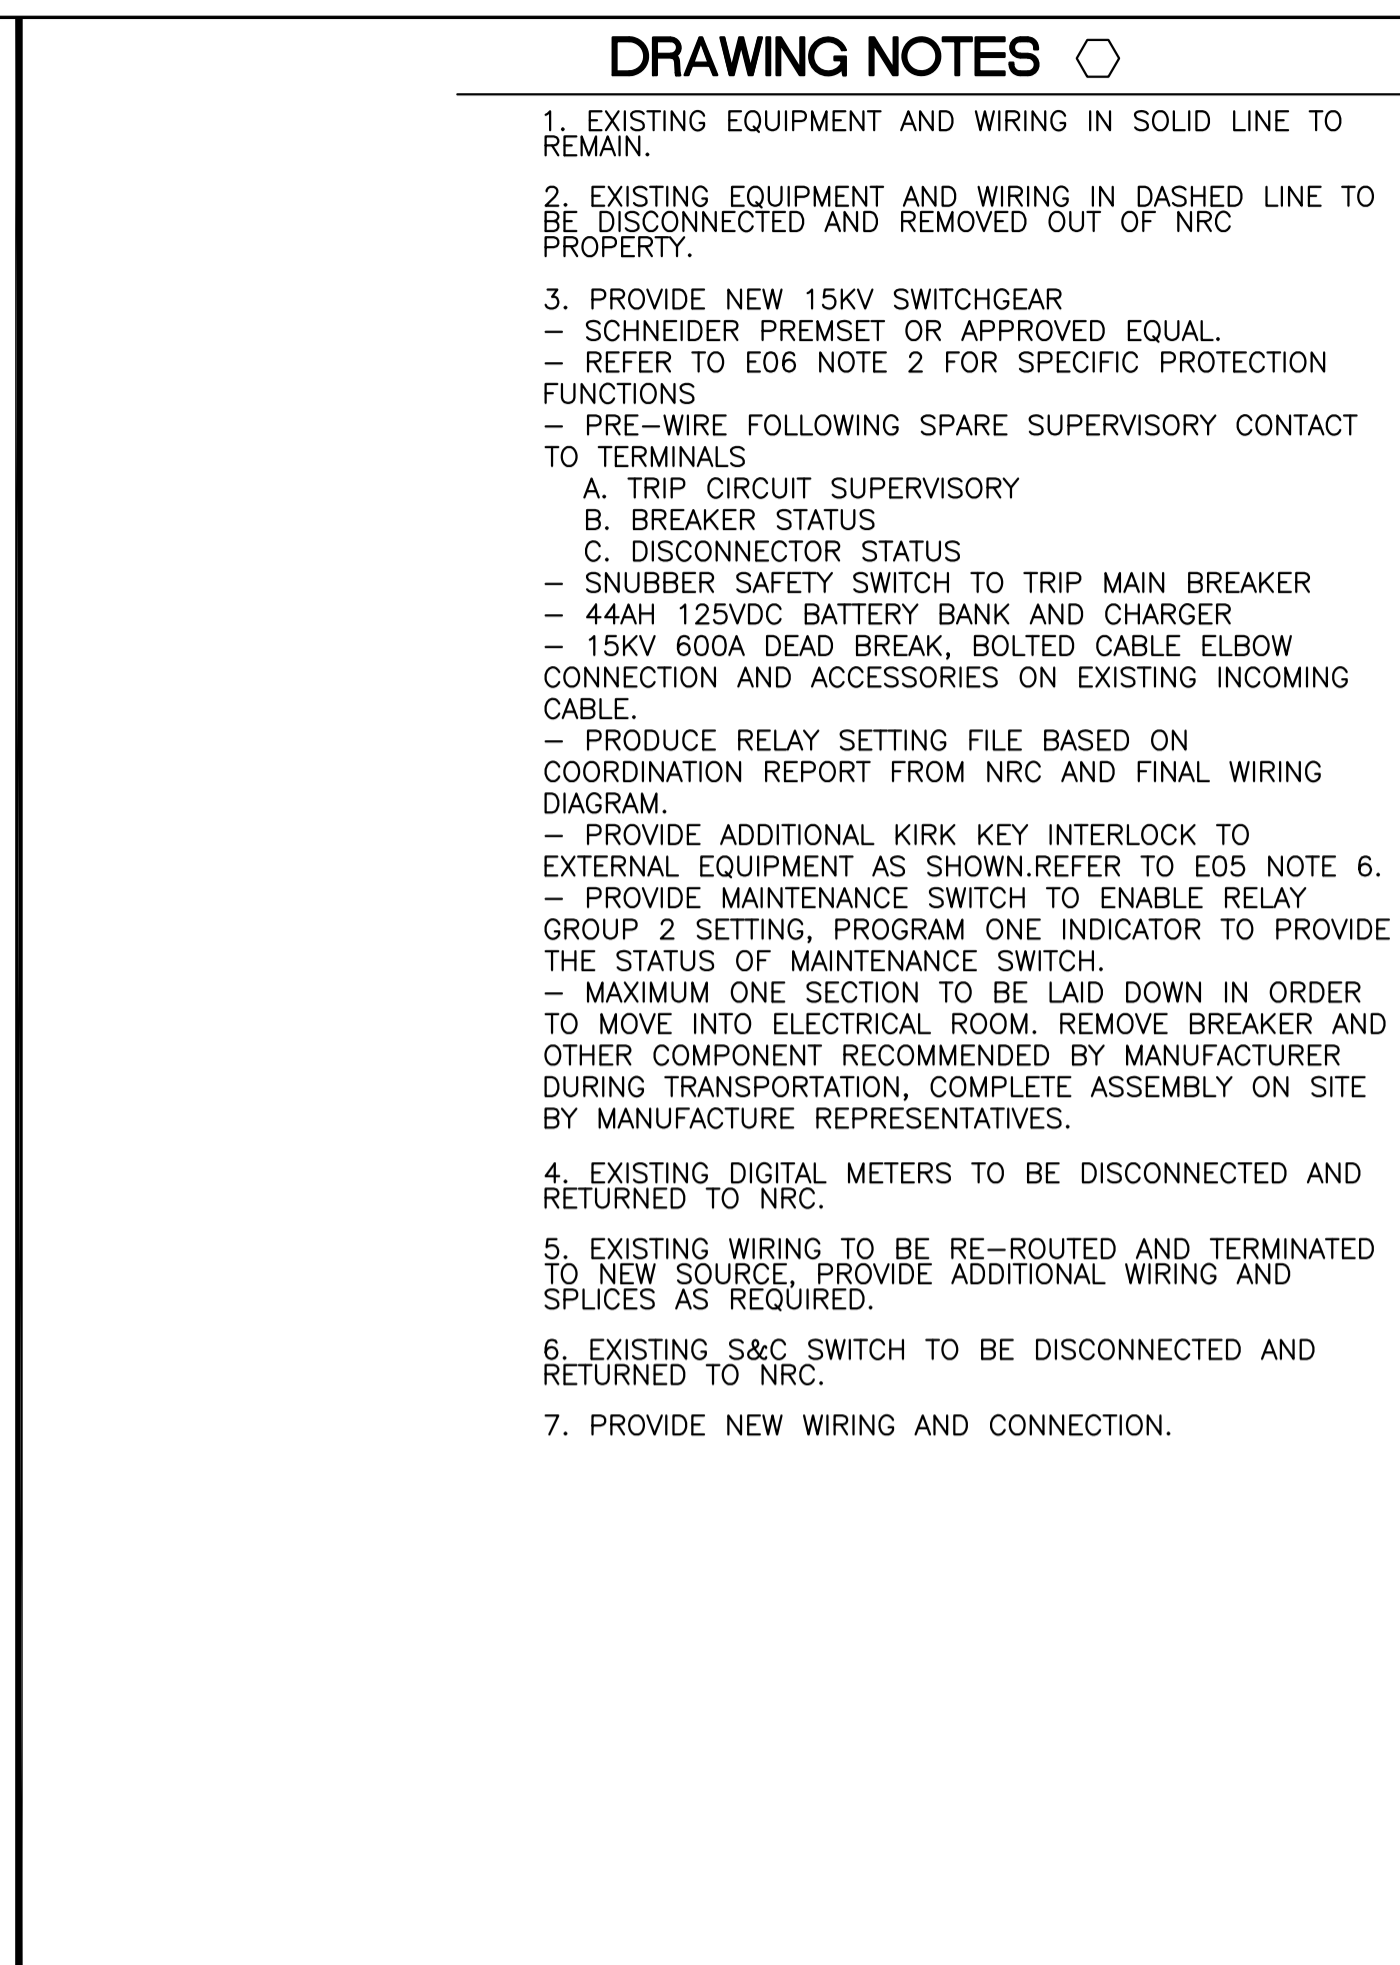 DRAWING NOTES
1. EXISTING EQUIPMENT AND WIRING IN SOLID LINE TO
REMAIN.
2. EXISTING EQUIPMENT AND WIRING IN DASHED LINE TO
BE DISCONNECTED AND REMOVED OUT OF NRC
PROPERTY.
3. PROVIDE NEW 15KV SWITCHGEAR
– SCHNEIDER PREMSET OR APPROVED EQUAL.
– REFER TO E06 NOTE 2 FOR SPECIFIC PROTECTION
FUNCTIONS
– PRE–WIRE FOLLOWING SPARE SUPERVISORY CONTACT
TO TERMINALS
A. TRIP CIRCUIT SUPERVISORY
B. BREAKER STATUS
C. DISCONNECTOR STATUS
– SNUBBER SAFETY SWITCH TO TRIP MAIN BREAKER
– 44AH 125VDC BATTERY BANK AND CHARGER
– 15KV 600A DEAD BREAK, BOLTED CABLE ELBOW
CONNECTION AND ACCESSORIES ON EXISTING INCOMING
CABLE.
– PRODUCE RELAY SETTING FILE BASED ON
COORDINATION REPORT FROM NRC AND FINAL WIRING
DIAGRAM.
– PROVIDE ADDITIONAL KIRK KEY INTERLOCK TO
EXTERNAL EQUIPMENT AS SHOWN.REFER TO E05 NOTE 6.
– PROVIDE MAINTENANCE SWITCH TO ENABLE RELAY
GROUP 2 SETTING, PROGRAM ONE INDICATOR TO PROVIDE
THE STATUS OF MAINTENANCE SWITCH.
– MAXIMUM ONE SECTION TO BE LAID DOWN IN ORDER
TO MOVE INTO ELECTRICAL ROOM. REMOVE BREAKER AND
OTHER COMPONENT RECOMMENDED BY MANUFACTURER
DURING TRANSPORTATION, COMPLETE ASSEMBLY ON SITE
BY MANUFACTURE REPRESENTATIVES.
4. EXISTING DIGITAL METERS TO BE DISCONNECTED AND
RETURNED TO NRC.
5. EXISTING WIRING TO BE RE–ROUTED AND TERMINATED
TO NEW SOURCE, PROVIDE ADDITIONAL WIRING AND
SPLICES AS REQUIRED.
6. EXISTING S&C SWITCH TO BE DISCONNECTED AND
RETURNED TO NRC.
7. PROVIDE NEW WIRING AND CONNECTION.